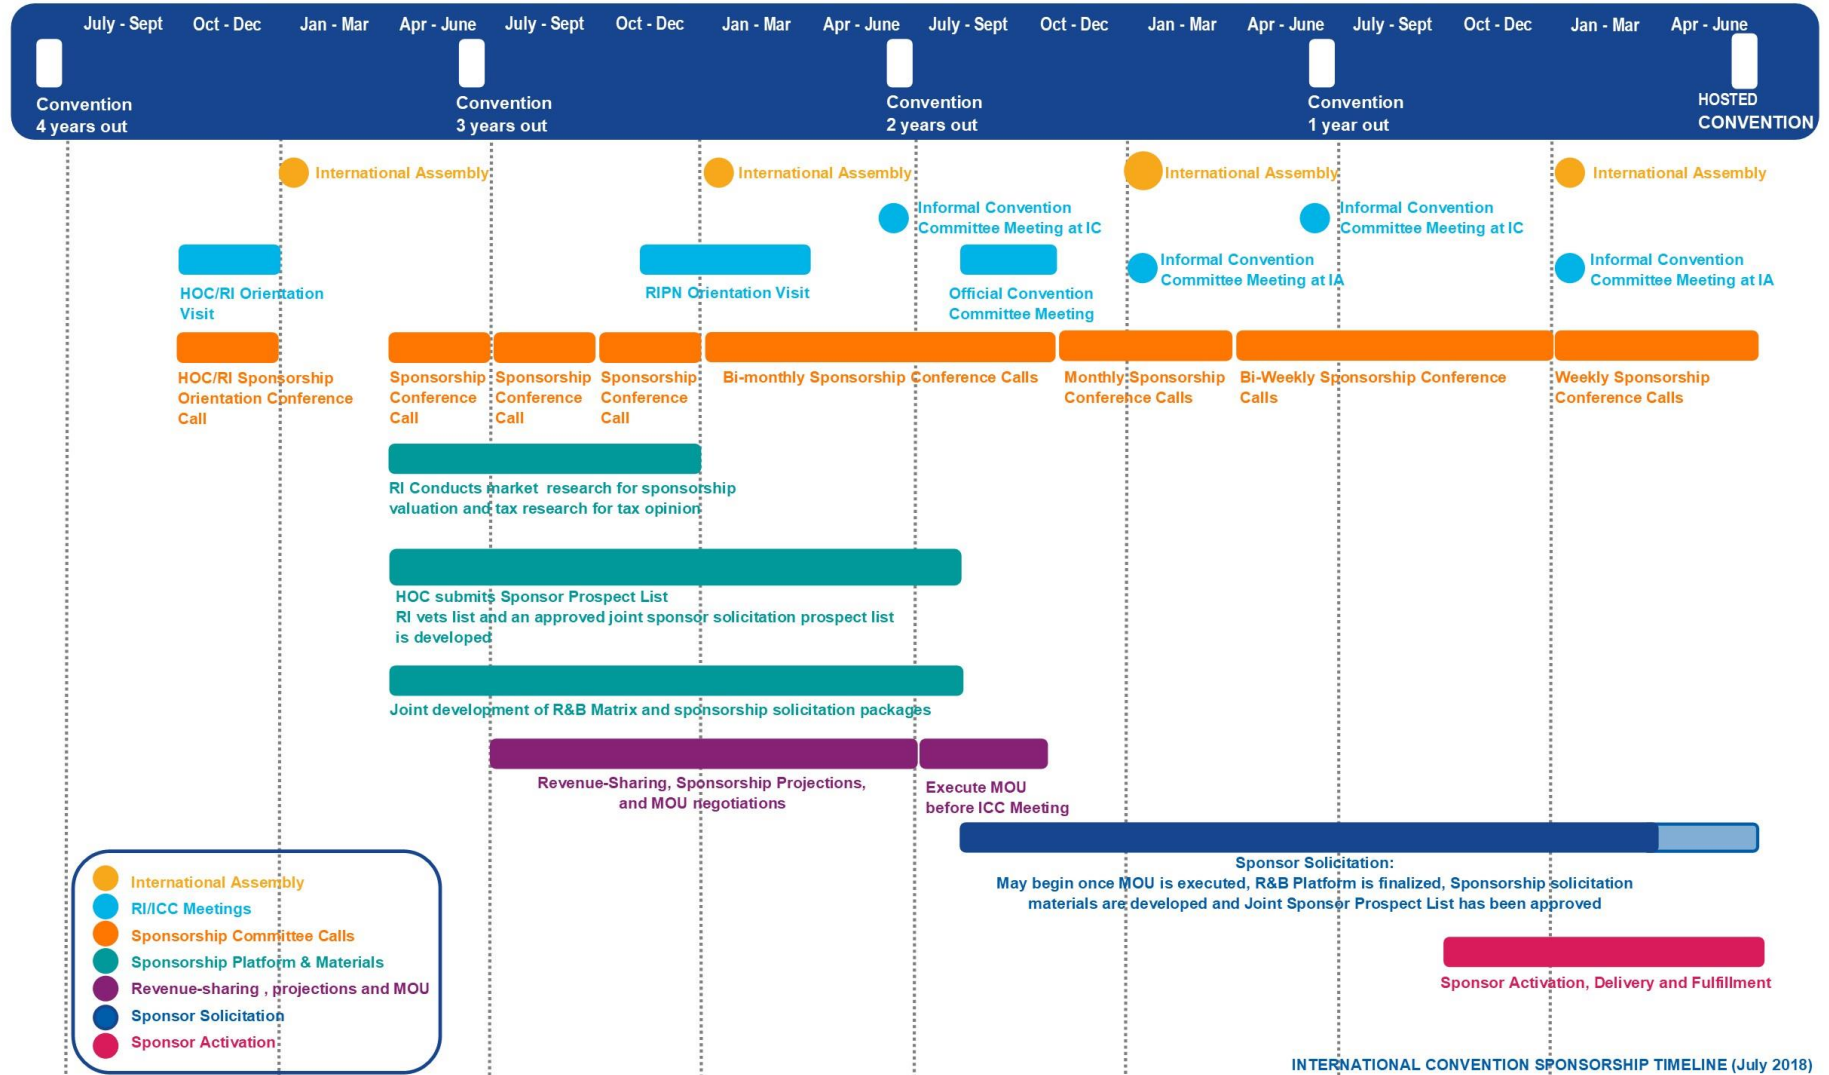 July - Sept
Oct - Dec
Jan - Mar
Apr - June
July - Sept
Oct - Dec
Jan - Mar
Apr - June
July - Sept
Oct - Dec
Jan - Mar
Apr - June
July - Sept
Oct - Dec
Jan - Mar
Apr - June
Convention
4 years out
Convention
3 years out
Convention
2 years out
Convention
1 year out
HOSTED
CONVENTION
International Assembly
International Assembly
International Assembly
International Assembly
Informal Convention
Committee Meeting at IC
Informal Convention
Committee Meeting at IC
HOC/RI Orientation
Visit
RIPN Orientation Visit
Official Convention
Committee Meeting
Informal Convention
Committee Meeting at IA
Informal Convention
Committee Meeting at IA
HOC/RI Sponsorship
Orientation Conference
Call
Sponsorship
Conference
Call
Sponsorship
Conference
Call
Sponsorship
Conference
Call
Bi-monthly Sponsorship Conference Calls
Monthly Sponsorship
Conference Calls
Bi-Weekly Sponsorship Conference
Calls
Weekly Sponsorship
Conference Calls
RI Conducts market research for sponsorship
valuation and tax research for tax opinion
HOC submits Sponsor Prospect List
RI vets list and an approved joint sponsor solicitation prospect list
is developed
Joint development of R&B Matrix and sponsorship solicitation packages
Revenue-Sharing, Sponsorship Projections,
and MOU negotiations
Execute MOU
before ICC Meeting
Sponsor Solicitation:
May begin once MOU is executed, R&B Platform is finalized, Sponsorship solicitation
materials are developed and Joint Sponsor Prospect List has been approved
Sponsor Activation, Delivery and Fulfillment
International Assembly
RI/ICC Meetings
Sponsorship Committee Calls
Sponsorship Platform & Materials
Revenue-sharing , projections and MOU
Sponsor Solicitation
Sponsor Activation
INTERNATIONAL CONVENTION SPONSORSHIP TIMELINE (July 2018)